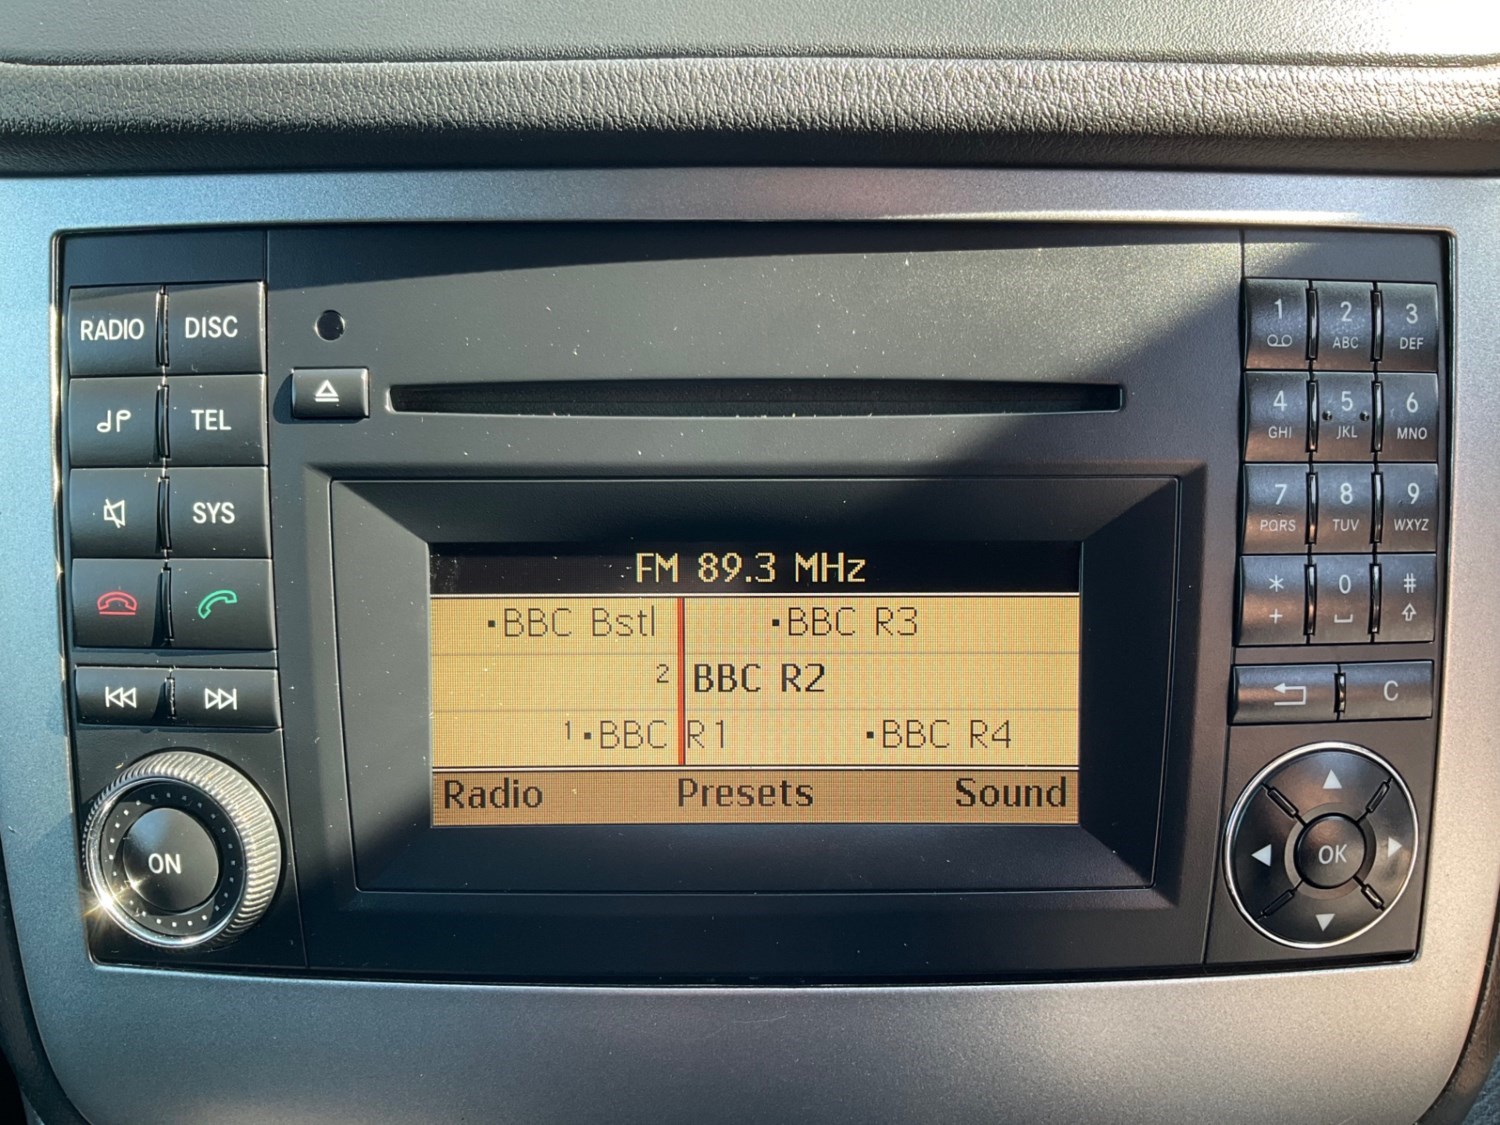 RADIO DISC
TEL
SYS
ON
FM 89.3 MHz
BBC Bstl BBC R3
2 BBC R2
1 BBC R1 BBC R4
Radio Presets Sound
1 2 3
ABC DEF
4 5 6
GHI JKL MNO
7 8 9
PQRS TUV WXYZ
* 0 #
+
C
OK